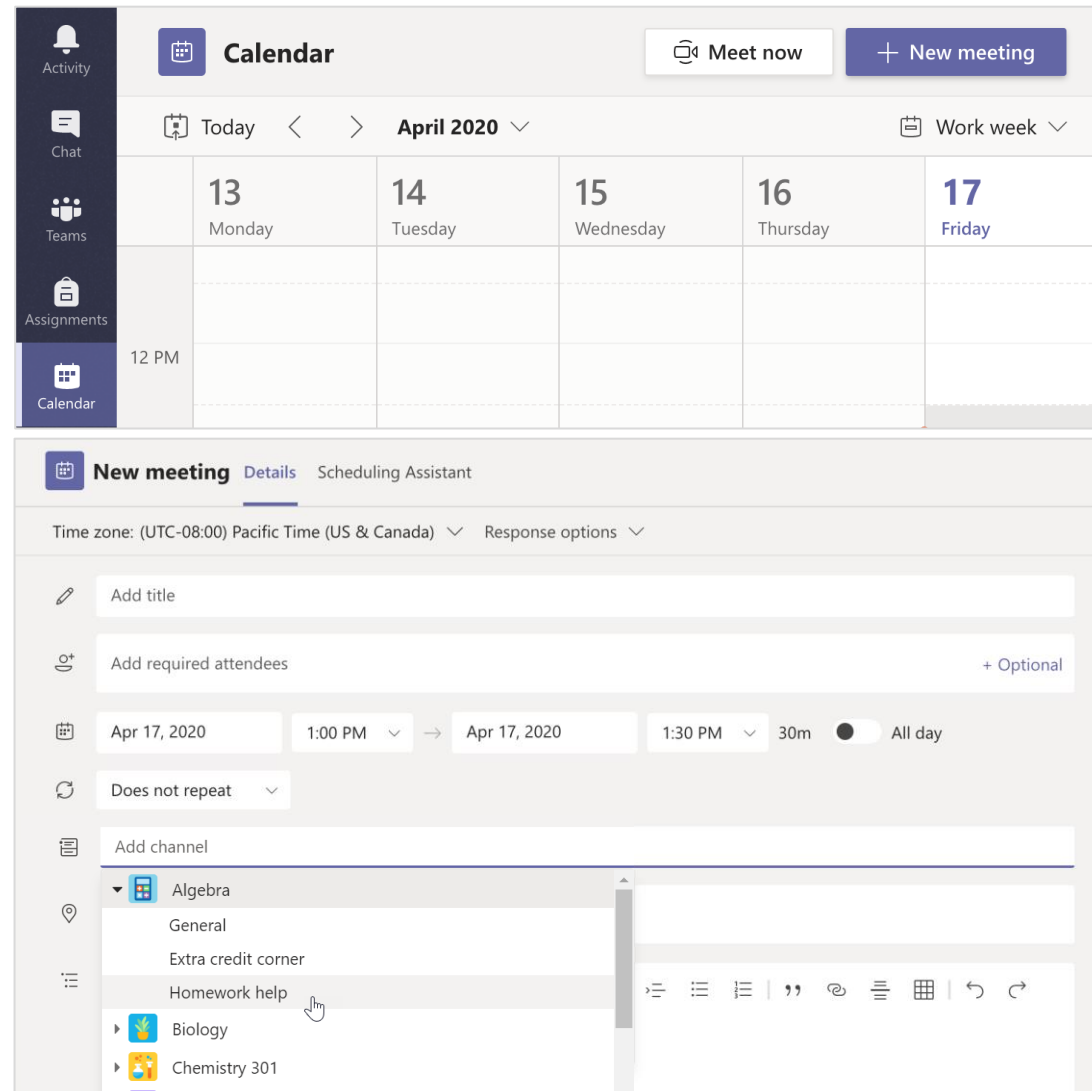 Activity
Chat
Teams
Assignments
Calendar
Calendar
Meet now
New meeting
Today
April 2020
Work week
13
Monday
14
Tuesday
15
Wednesday
16
Thursday
17
Friday
12 PM
New meeting Details Scheduling Assistant
Time zone: (UTC-08:00) Pacific Time (US & Canada) Response options
Add title
Add required attendees + Optional
Apr 17, 2020 1:00 PM → Apr 17, 2020 1:30 PM 30m All day
Does not repeat
Add channel
Algebra
General
Extra credit corner
Homework help
Biology
Chemistry 301